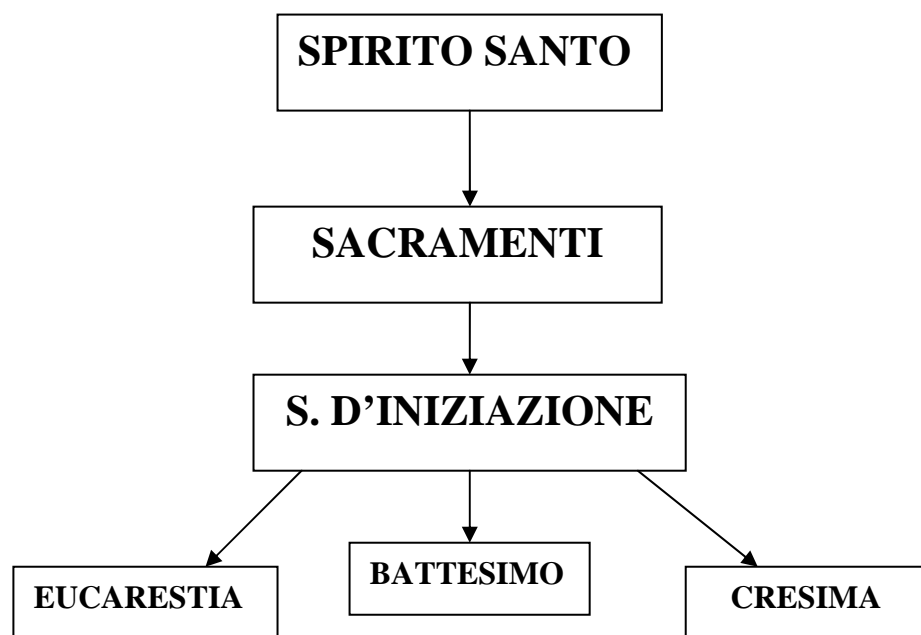 SPIRITO SANTO
SACRAMENTI
S. D’INIZIAZIONE
EUCARESTIA
BATTESIMO
CRESIMA